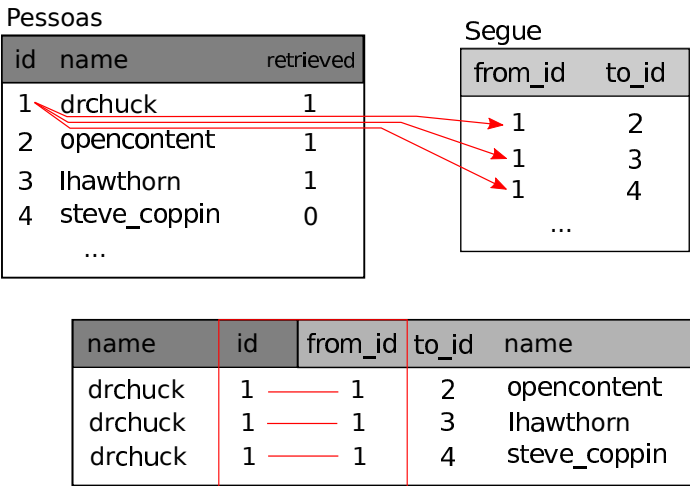 Pessoas
id name retrieved
1 drchuck 1
2 opencontent 1
3 lhawthorn 1
4 steve_coppin 0
...
Segue
from_id to_id
1 2
1 3
1 4
...
name id from_id to_id name
drchuck 1 1 2 opencontent
drchuck 1 1 3 lhawthorn
drchuck 1 1 4 steve_coppin